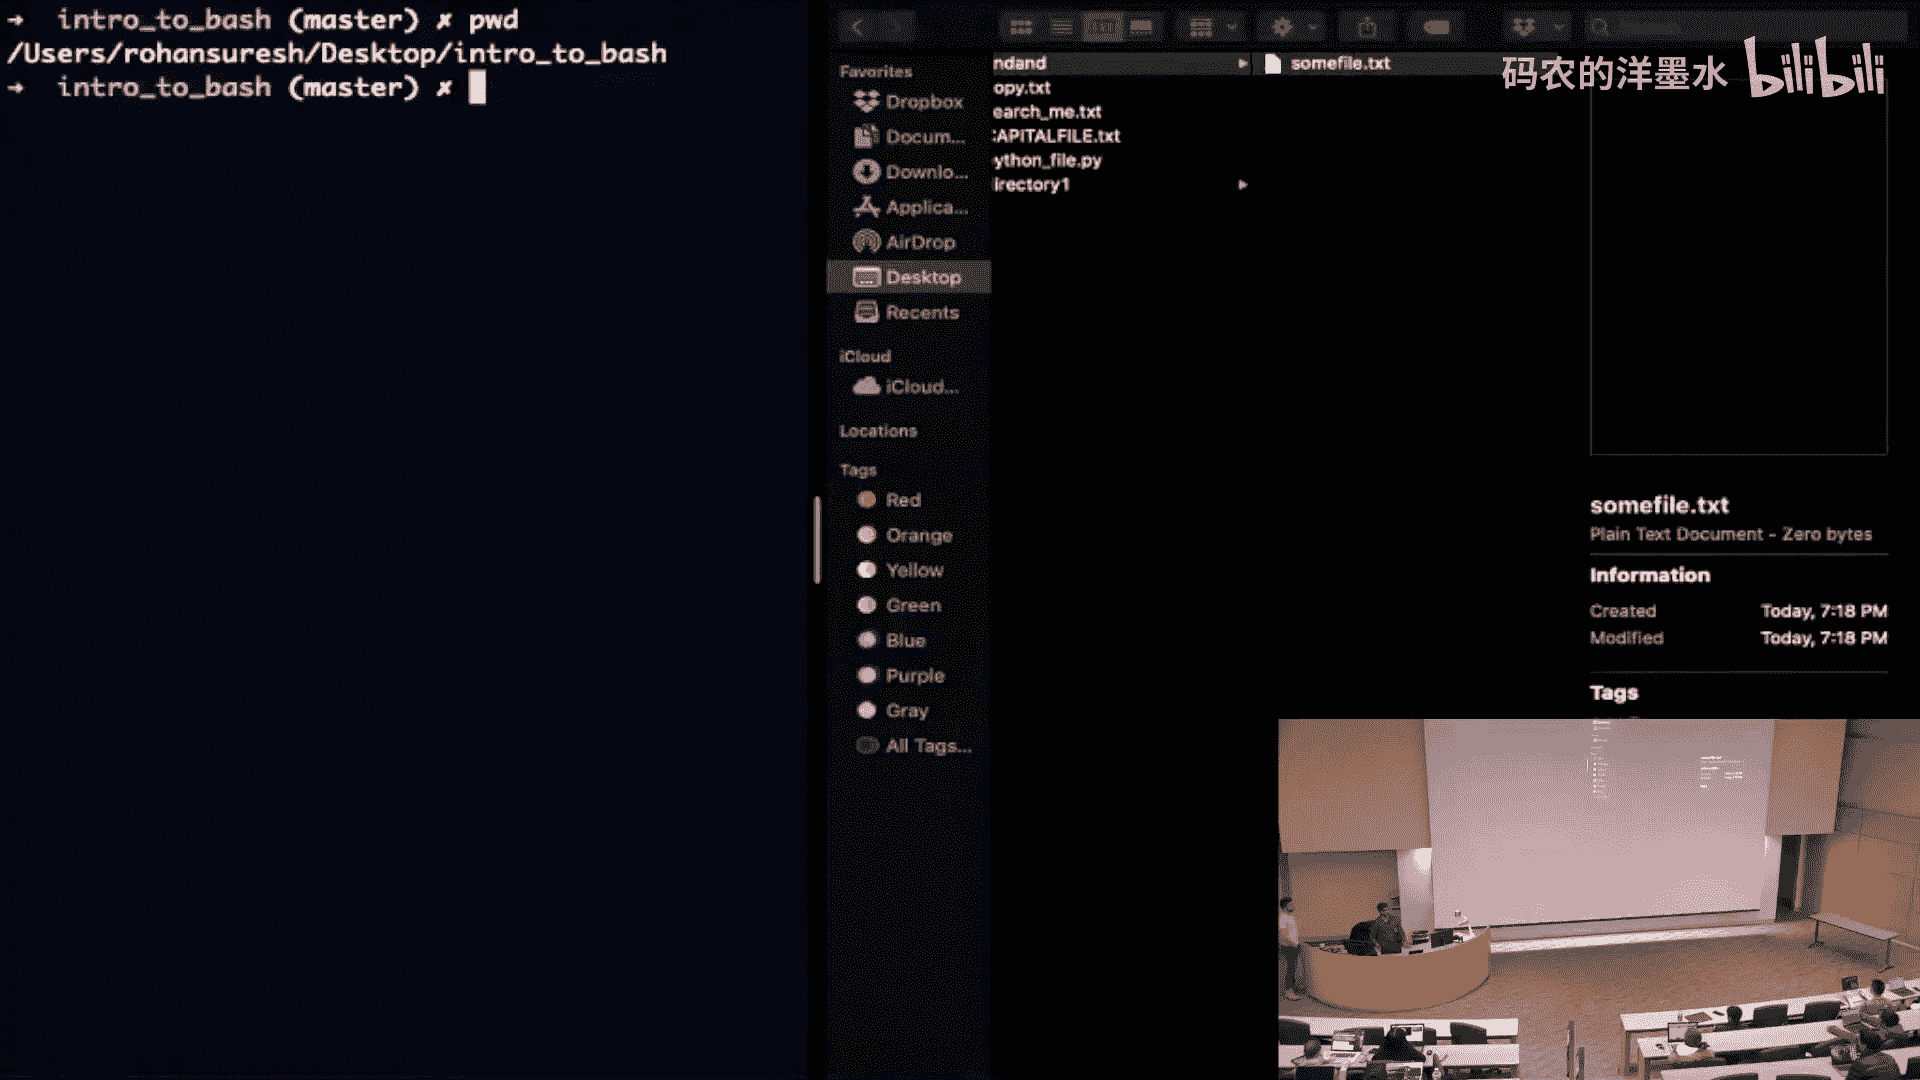 → intro_to_bash (master) ✗ pwd
/Users/rohansuresh/Desktop/intro_to_bash
→ intro_to_bash (master) ✗
Favorites
Dropbox
Docum...
Downlo...
Applica...
AirDrop
Desktop
Recents
iCloud
iCloud...
Locations
Tags
Red
Orange
Yellow
Green
Blue
Purple
Gray
All Tags...
ndand
opy.txt
earch_me.txt
CAPITALFILE.txt
ython_file.py
irectory1
somefile.txt
码农的洋墨水 bilibili
somefile.txt
Plain Text Document - Zero bytes
Information
Created Today, 7:18 PM
Modified Today, 7:18 PM
Tags